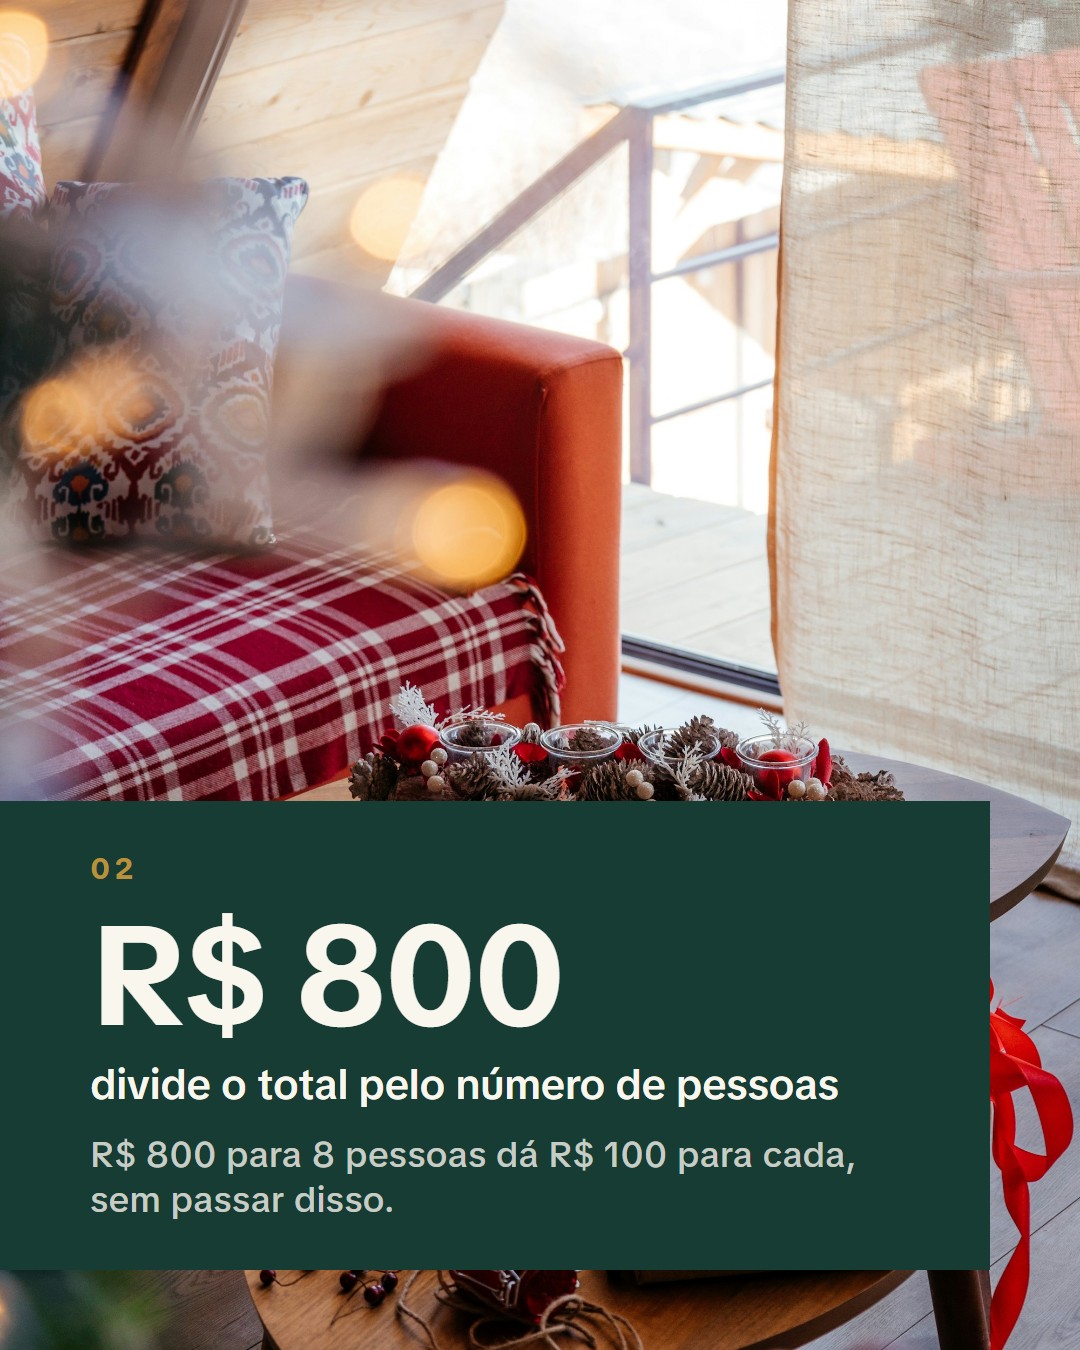 02
R$ 800
divide o total pelo número de pessoas
R$ 800 para 8 pessoas dá R$ 100 para cada,
sem passar disso.